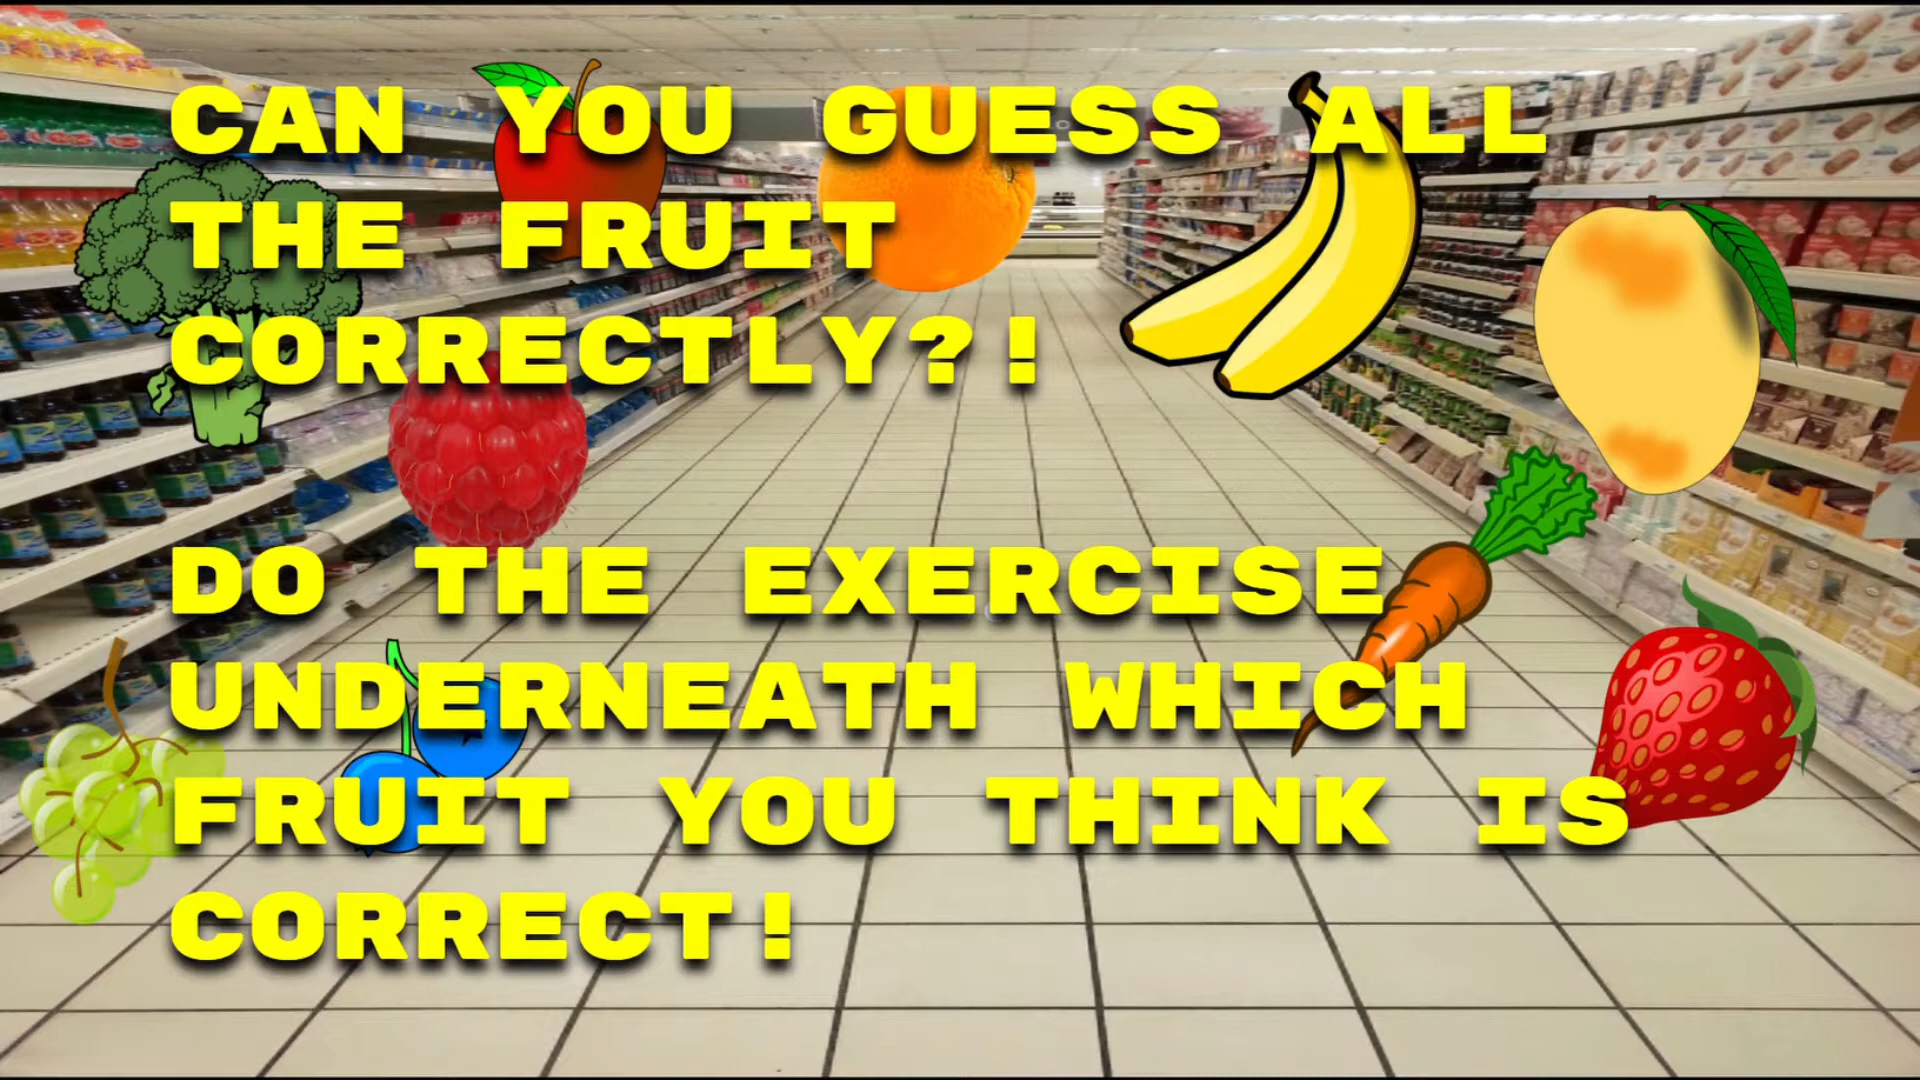 CAN YOU GUESS ALL
THE FRUIT
CORRECTLY?!
DO THE EXERCISE
UNDERNEATH WHICH
FRUIT YOU THINK IS
CORRECT!